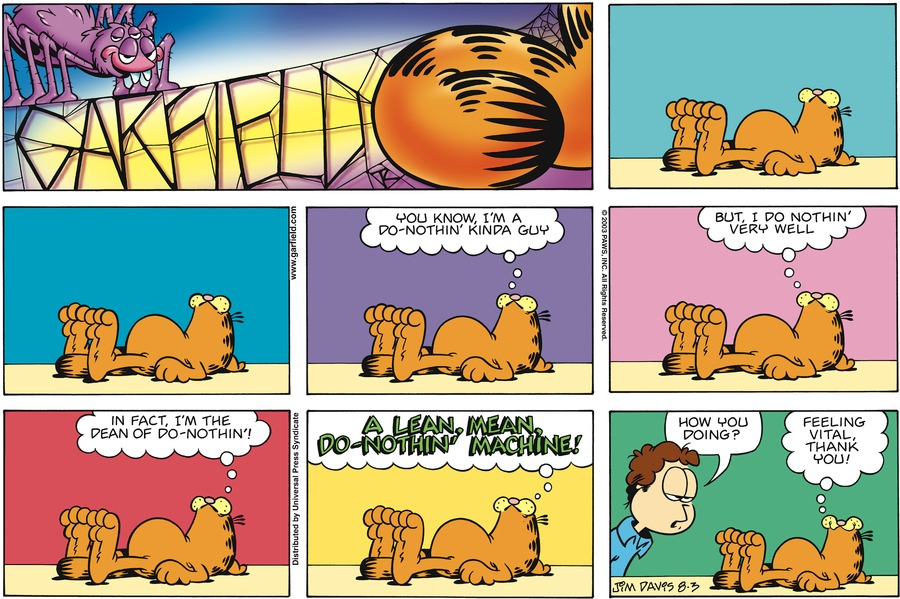 GARFIELD
www.garfield.com
YOU KNOW, I'M A
DO-NOTHIN' KINDA GUY
© 2003 PAWS, INC. All Rights Reserved.
BUT, I DO NOTHIN'
VERY WELL
IN FACT, I'M THE
DEAN OF DO-NOTHIN'!
Distributed by Universal Press Syndicate
A LEAN, MEAN,
DO-NOTHIN' MACHINE!
HOW YOU
DOING?
FEELING
VITAL,
THANK
YOU!
JIM DAVIS 8·3